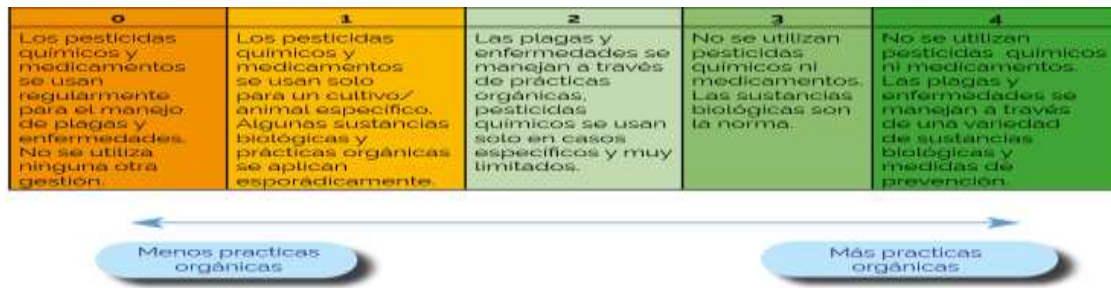 0
Los pesticidas
químicos y
medicamentos
se usan
regularmente
para el manejo
de plagas y
enfermedades.
No se utiliza
ninguna otra
gestión.
1
Los pesticidas
químicos y
medicamentos
se usan solo
para un cultivo/
animal específico.
Algunas sustancias
biológicas y
prácticas orgánicas
se aplican
esporádicamente.
2
Las plagas y
enfermedades se
manejan a través
de prácticas
orgánicas,
pesticidas
químicos se usan
solo en casos
específicos y muy
limitados.
3
No se utilizan
pesticidas
químicos ni
medicamentos.
Las sustancias
biológicas son
la norma.
4
No se utilizan
pesticidas químicos
ni medicamentos.
Las plagas y
enfermedades se
manejan a través
de una variedad
de sustancias
biológicas y
medidas de
prevención.
Menos practicas
orgánicas
Más practicas
orgánicas